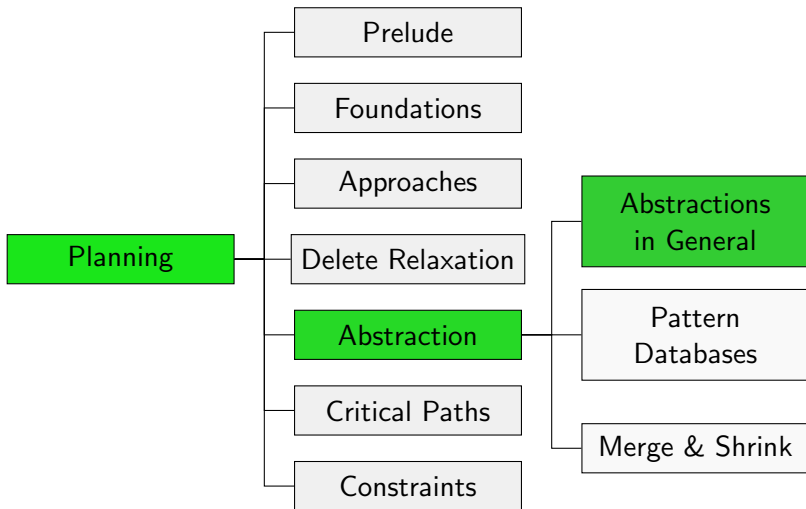 Planning
Prelude
Foundations
Approaches
Delete Relaxation
Abstraction
Critical Paths
Constraints
Abstractions
in General
Pattern
Databases
Merge & Shrink